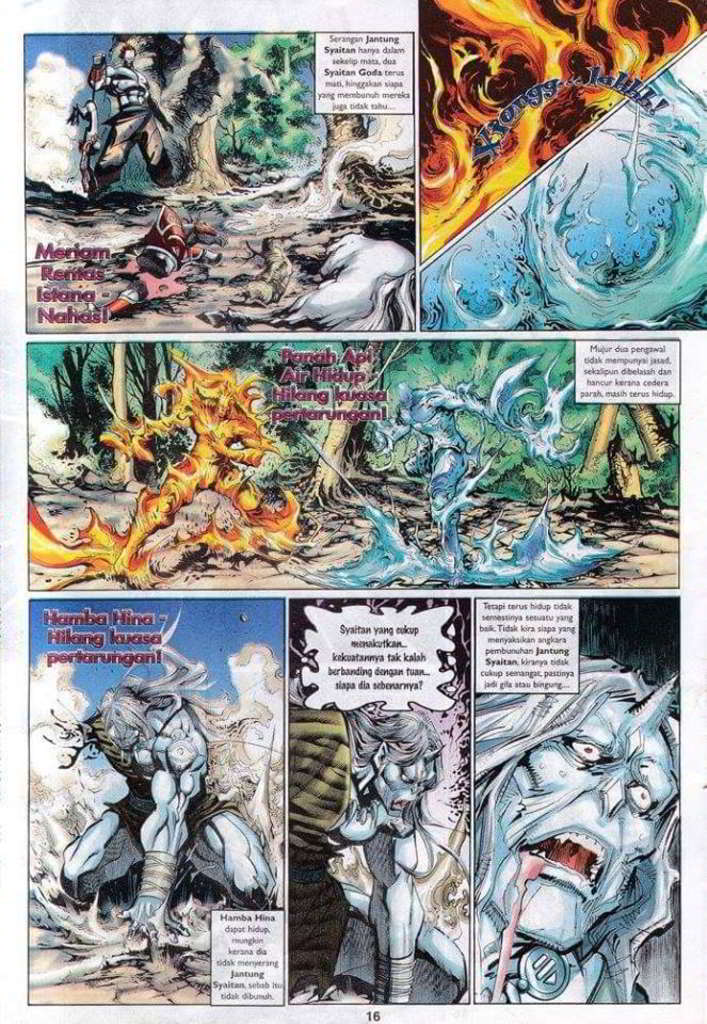 Serangan Jantung
Syaitan hanya dalam
sekelip mata, dua
Syaitan Goda terus
mati, hinggakan siapa
yang membunuh mereka
juga tidak tahu...
Meriam
Remas
Istana -
Nahas!
Mujur dua pengawal
tidak mempunyai jasad,
sekalipun dibelasah dan
hancur kerana cedera
parah, masih terus hidup.
Panah Api
Air Hidup
Hilang kuasa
pertarungan!
Hamba Hina -
Hilang kuasa
pertarungan!
Hamba Hina
dapat hidup,
mungkin
kerana dia
tidak menyerang
Jantung
Syaitan, sebab itu
tidak dibunuh.
Syaitan yang cukup
menakutkan...
kekuatannya tak kalah
berbanding dengan tuan...
siapa dia sebenarnya?
Tetapi terus hidup tidak
semestinya sesuatu yang
baik. Tidak kira siapa yang
menyaksikan angkara
pembunuhan Jantung
Syaitan, kiranya tidak
cukup semangat, pastinya
jadi gila atau bingung....
16